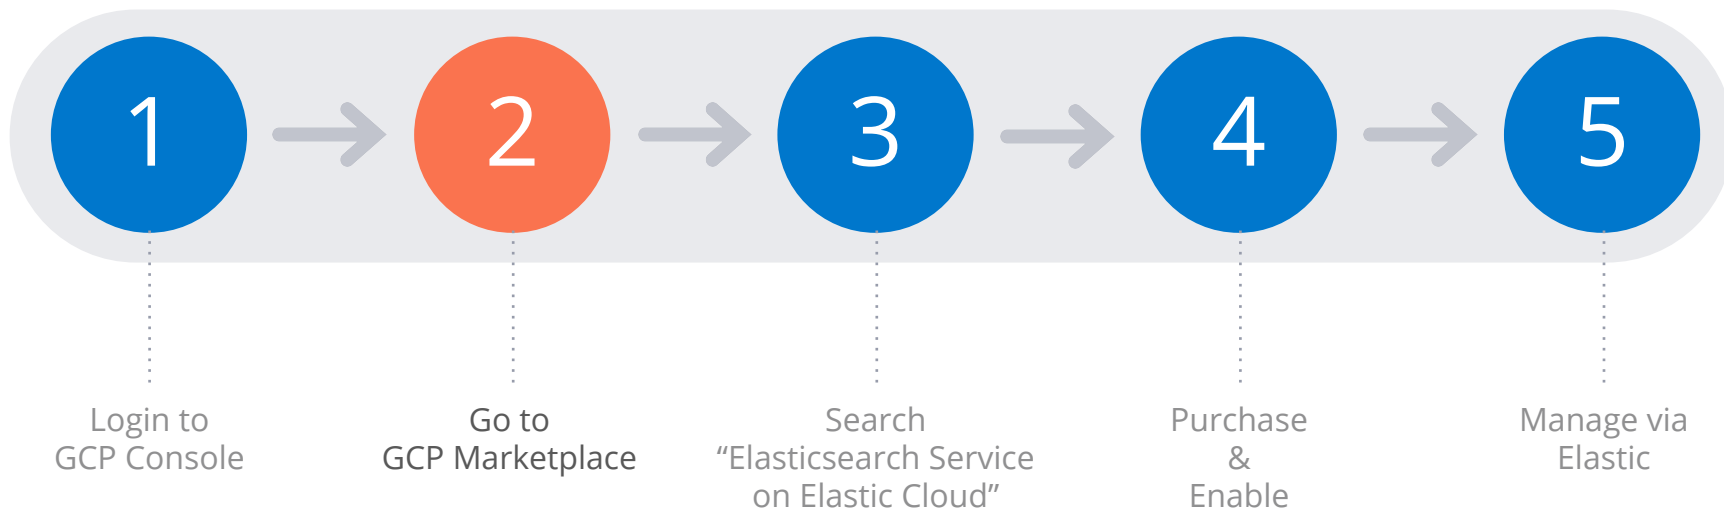 1
2
3
4
5
Login to
GCP Console
Go to
GCP Marketplace
Search
“Elasticsearch Service
on Elastic Cloud”
Purchase
&
Enable
Manage via
Elastic